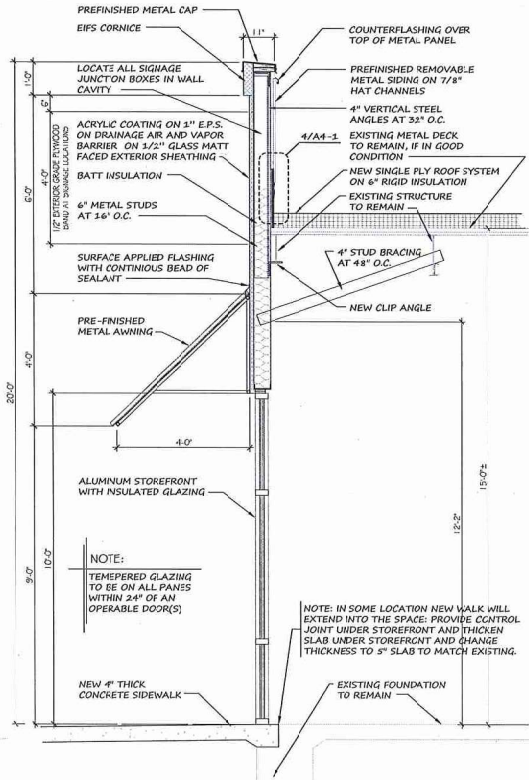 PREFINISHED METAL CAP
EIFS CORNICE
11"
COUNTERFLASHING OVER
TOP OF METAL PANEL
LOCATE ALL SIGNAGE
JUNCTION BOXES IN WALL
CAVITY
PREFINISHED REMOVABLE
METAL SIDING ON 7/8"
HAT CHANNELS
4" VERTICAL STEEL
ANGLES AT 32" O.C.
ACRYLIC COATING ON 1" E.P.S.
ON DRAINAGE AIR AND VAPOR
BARRIER ON 1/2" GLASS MATT
FACED EXTERIOR SHEATHING
4/A4-1
EXISTING METAL DECK
TO REMAIN, IF IN GOOD
CONDITION
BATT INSULATION
NEW SINGLE PLY ROOF SYSTEM
ON 6" RIGID INSULATION
6" METAL STUDS
AT 16' O.C.
EXISTING STRUCTURE
TO REMAIN
1/2" EXTERIOR GRADE PLYWOOD
BAND AT SIGNAGE LOCATIONS
1'-0"
6"
4'-0"
6'-0"
SURFACE APPLIED FLASHING
WITH CONTINIOUS BEAD OF
SEALANT
4" STUD BRACING
AT 48" O.C.
NEW CLIP ANGLE
PRE-FINISHED
METAL AWNING
4'-0"
20'-0"
4'-0"
15'-0"±
12'-2"
ALUMINUM STOREFRONT
WITH INSULATED GLAZING
10'-0"
9'-0"
NOTE:
TEMEPERED GLAZING
TO BE ON ALL PANES
WITHIN 24" OF AN
OPERABLE DOOR(S)
NOTE: IN SOME LOCATION NEW WALK WILL
EXTEND INTO THE SPACE: PROVIDE CONTROL
JOINT UNDER STOREFRONT AND THICKEN
SLAB UNDER STOREFRONT AND CHANGE
THICKNESS TO 5" SLAB TO MATCH EXISTING.
NEW 4" THICK
CONCRETE SIDEWALK
EXISTING FOUNDATION
TO REMAIN